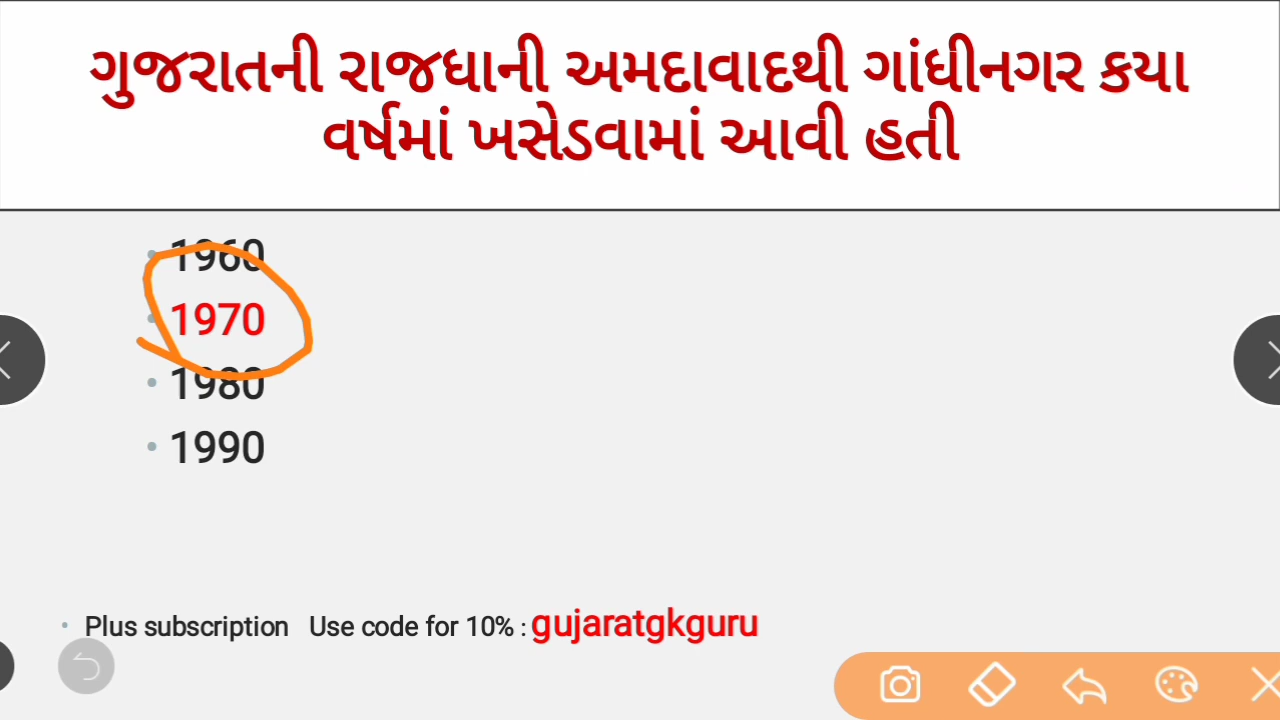 ગુજરાતની રાજધાની અમદાવાદથી ગાંધીનગર કયા
વર્ષમાં ખસેડવામાં આવી હતી
• 1960
• 1970
• 1980
• 1990
• Plus subscription Use code for 10% : gujaratgkguru